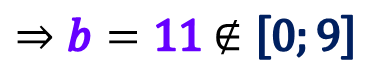 ⇒ b = 11 ∉ [0; 9]